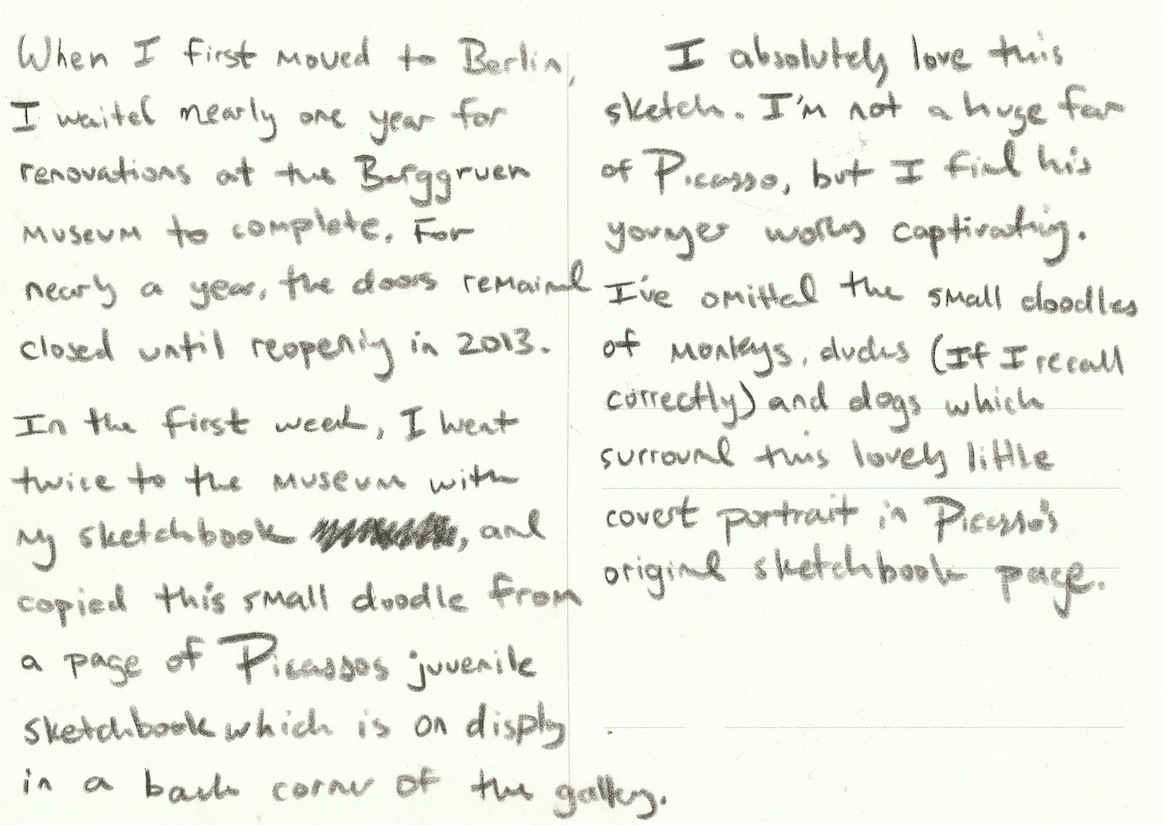 When I first moved to Berlin,
I waited nearly one year for
renovations at the Berggruen
museum to complete. For
nearly a year, the doors remained
closed until reopening in 2013.
In the first week, I went
twice to the museum with
my sketchbook, and
copied this small doodle from
a page of Picassos juvenile
sketchbook which is on display
in a back corner of the gallery.
I absolutely love this
sketch. I'm not a huge fan
of Picasso, but I find his
younger works captivating.
I've omitted the small doodles
of monkeys, dudes (If I recall
correctly) and dogs which
surround this lovely little
covert portrait in Picasso's
original sketchbook page.